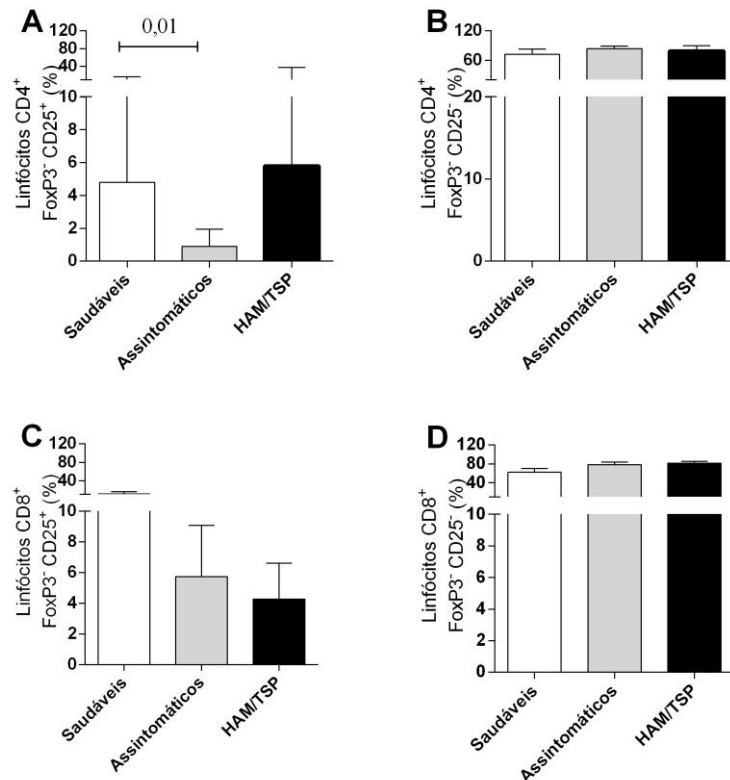 A
Linfócitos CD4⁺
FoxP3⁻ CD25⁺ (%)
120
80
40
10
8
6
4
2
0
0,01
Saudáveis
Assintomáticos
HAM/TSP
B
Linfócitos CD4⁺
FoxP3⁻ CD25⁻ (%)
120
60
20
10
0
Saudáveis
Assintomáticos
HAM/TSP
C
Linfócitos CD8⁺
FoxP3⁻ CD25⁺ (%)
120
80
40
10
8
6
4
2
0
Saudáveis
Assintomáticos
HAM/TSP
D
Linfócitos CD8⁺
FoxP3⁻ CD25⁻ (%)
120
80
40
10
8
6
4
2
0
Saudáveis
Assintomáticos
HAM/TSP